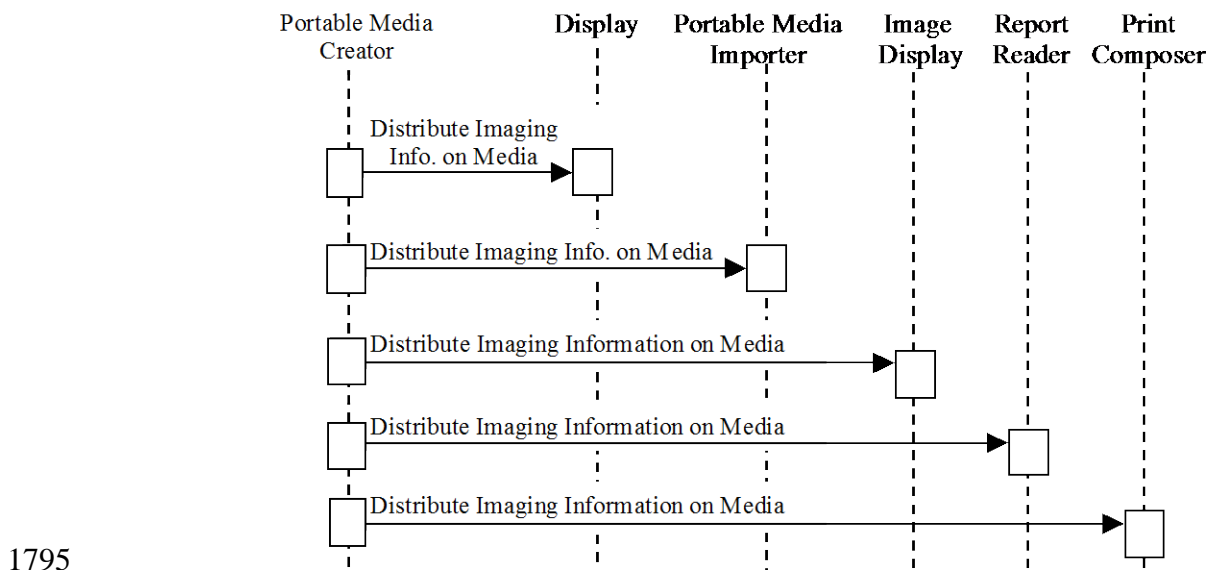 Portable Media
Creator
Display
Portable Media
Importer
Image
Display
Report
Reader
Print
Composer
Distribute Imaging
Info. on Media
Distribute Imaging Info. on Media
Distribute Imaging Information on Media
Distribute Imaging Information on Media
Distribute Imaging Information on Media
1795